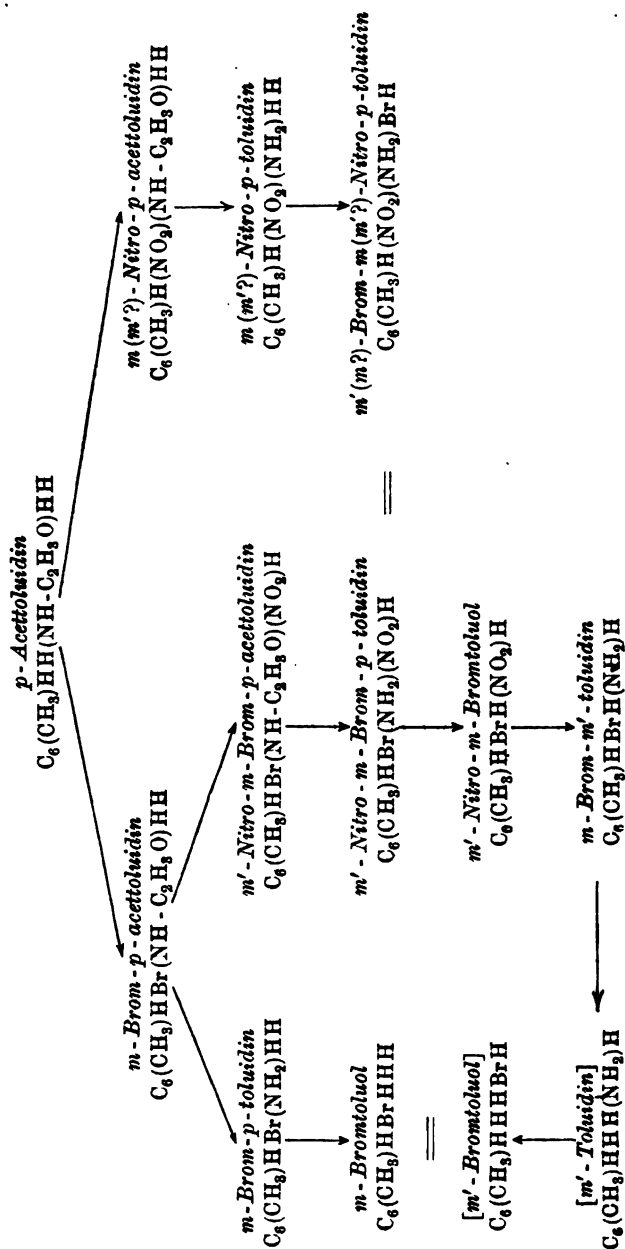 p-Acettoluidin
C₆(CH₃)HH(NH-C₂H₃O)HH
m-Brom-p-acettoluidin
C₆(CH₃)HBr(NH-C₂H₃O)HH
m(m'?)-Nitro-p-acettoluidin
C₆(CH₃)H(NO₂)(NH-C₂H₃O)HH
m-Brom-p-toluidin
C₆(CH₃)HBr(NH₂)HH
m'-Nitro-m-Brom-p-acettoluidin
C₆(CH₃)HBr(NH-C₂H₃O)(NO₂)H
m(m'?)-Nitro-p-toluidin
C₆(CH₃)H(NO₂)(NH₂)HH
m-Bromtoluol
C₆(CH₃)HBrHHH
m'-Nitro-m-Brom-p-toluidin
C₆(CH₃)HBr(NH₂)(NO₂)H
=
m'(m?)-Brom-m(m'?)-Nitro-p-toluidin
C₆(CH₃)H(NO₂)(NH₂)BrH
=
[m'-Bromtoluol]
C₆(CH₃)HHHBrH
m'-Nitro-m-Bromtoluol
C₆(CH₃)HBrH(NO₂)H
[m'-Toluidin]
C₆(CH₃)HHH(NH₂)H
m-Brom-m'-toluidin
C₆(CH₃)HBrH(NH₂)H